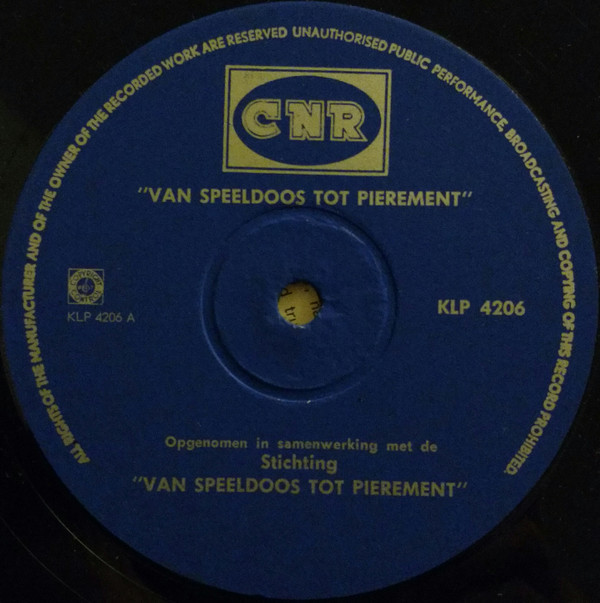 ALL RIGHTS OF THE MANUFACTURER AND OF THE OWNER OF THE RECORDED WORK ARE RESERVED UNAUTHORISED PUBLIC PERFORMANCE, BROADCASTING AND COPYING OF THIS RECORD PROHIBITED.
CNR
"VAN SPEELDOOS TOT PIEREMENT"
KLP 4206 A
KLP 4206
Opgenomen in samenwerking met de
Stichting
"VAN SPEELDOOS TOT PIEREMENT"